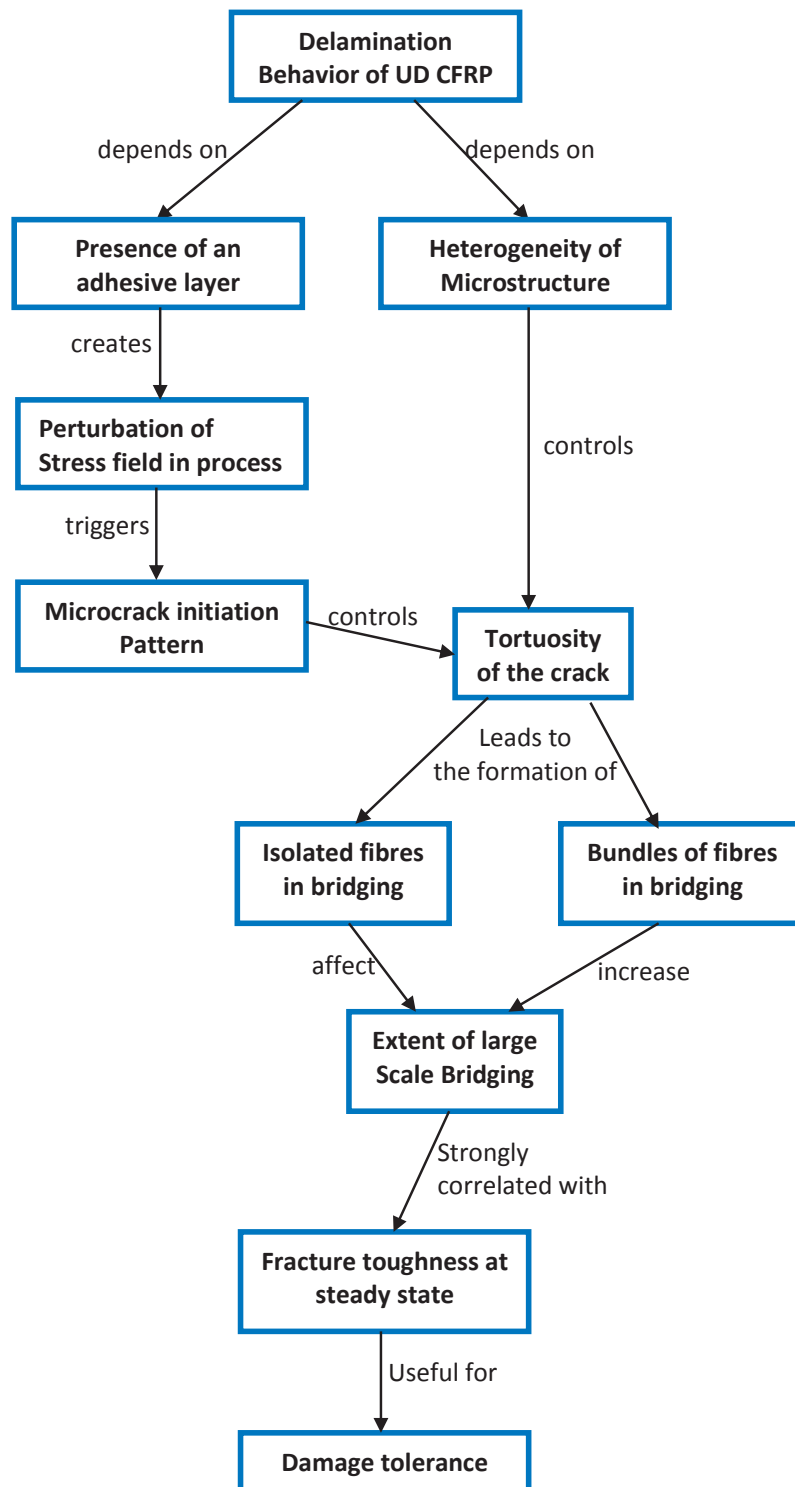 Delamination
Behavior of UD CFRP
depends on
depends on
Presence of an
adhesive layer
Heterogeneity of
Microstructure
creates
Perturbation of
Stress field in process
controls
triggers
Microcrack initiation
Pattern
controls
Tortuosity
of the crack
Leads to
the formation of
Isolated fibres
in bridging
Bundles of fibres
in bridging
affect
increase
Extent of large
Scale Bridging
Strongly
correlated with
Fracture toughness at
steady state
Useful for
Damage tolerance